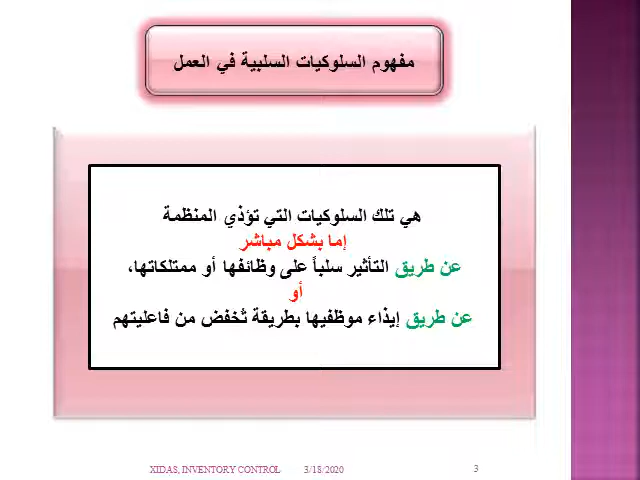 مفهوم السلوكيات السلبية في العمل
هي تلك السلوكيات التي تؤذي المنظمة
إما بشكل مباشر
عن طريق التأثير سلباً على وظائفها أو ممتلكاتها،
أو
عن طريق إيذاء موظفيها بطريقة تُخفض من فاعليتهم
XIDAS, INVENTORY CONTROL 3/18/2020 3